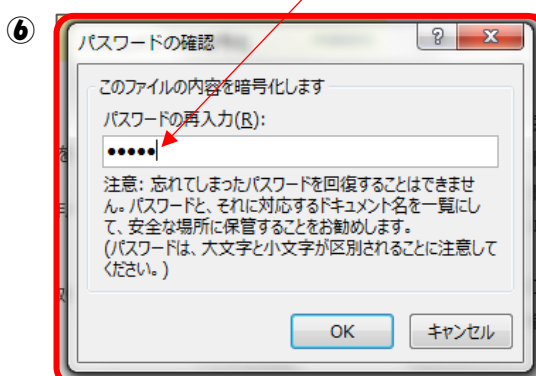 ⑥
パスワードの確認
このファイルの内容を暗号化します
パスワードの再入力(R):
●●●●●
注意: 忘れてしまったパスワードを回復することはできませ
ん。パスワードと、それに対応するドキュメント名を一覧にし
て、安全な場所に保管することをお勧めします。
(パスワードは、大文字と小文字が区別されることに注意して
ください。)
OK
キャンセル